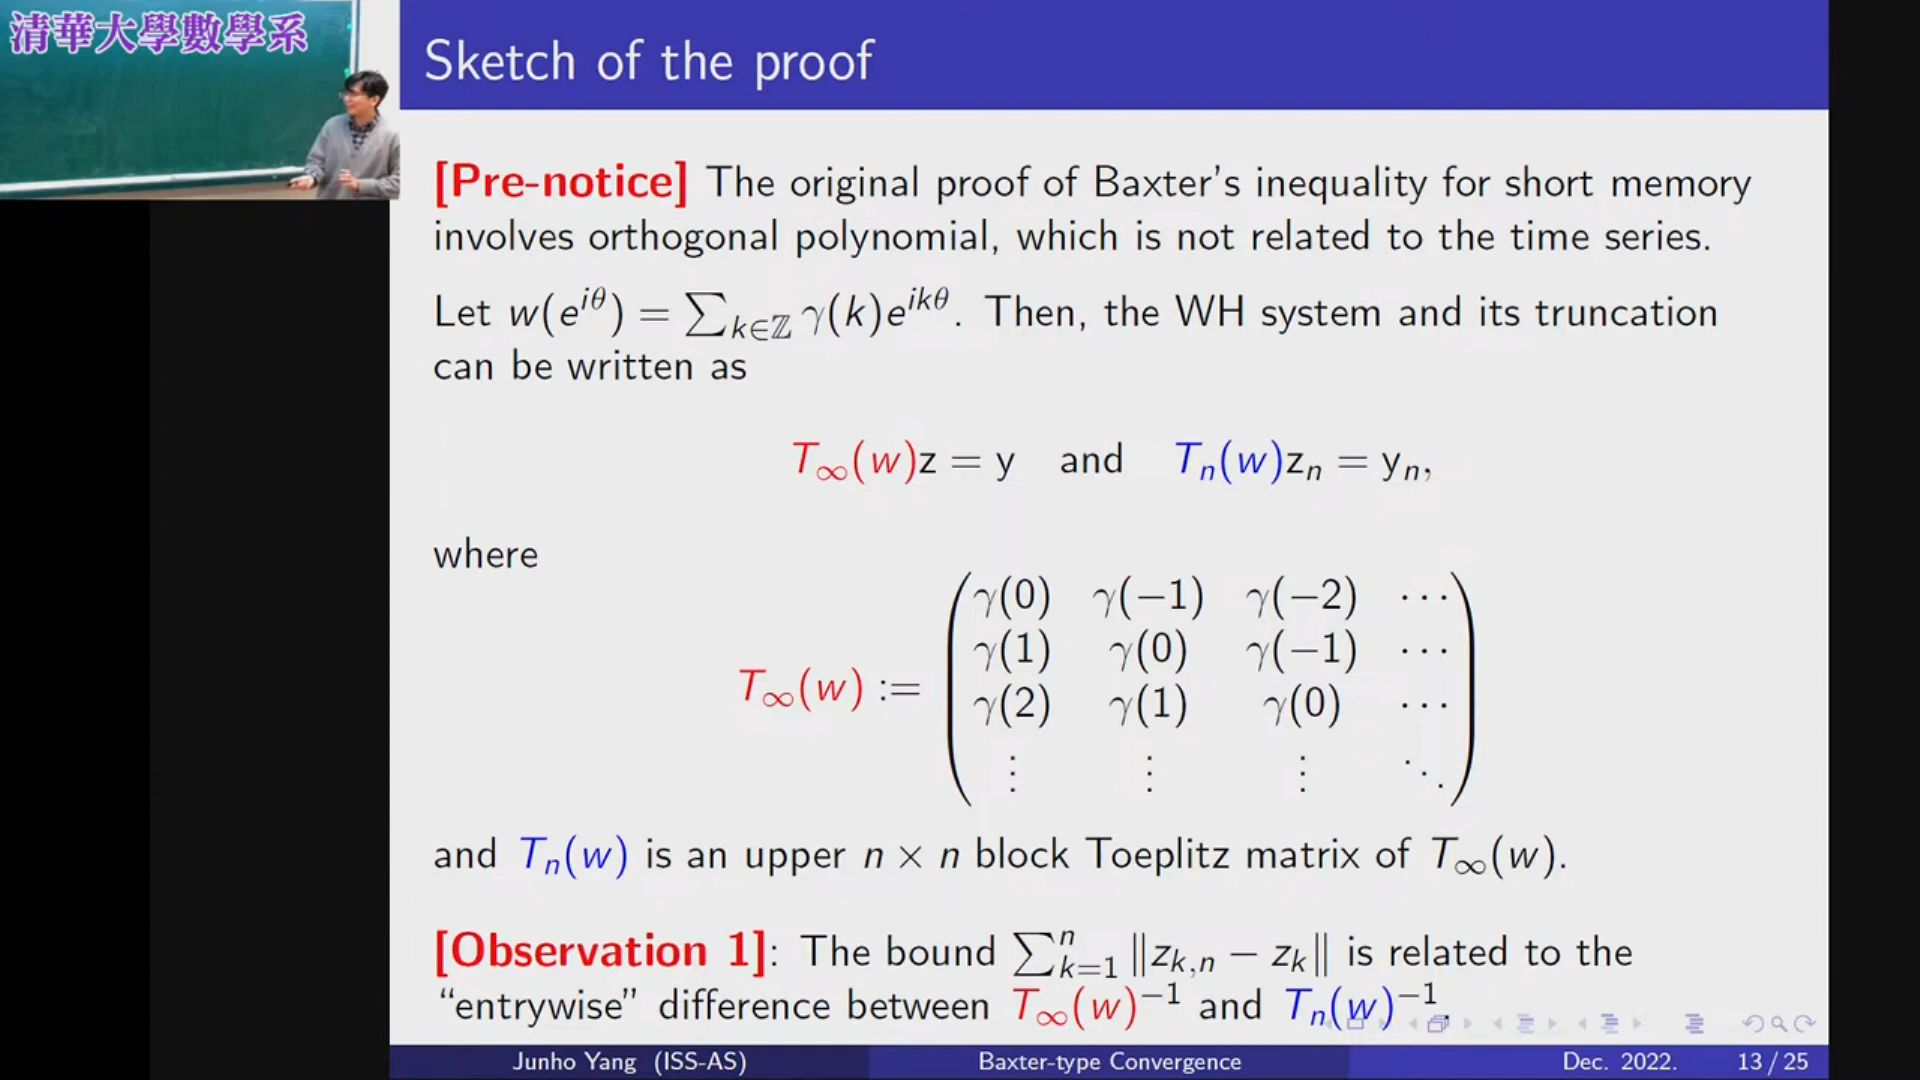 清華大學數學系
Sketch of the proof
[Pre-notice] The original proof of Baxter's inequality for short memory
involves orthogonal polynomial, which is not related to the time series.
Let w(e^{iθ}) = ∑_{k∈ℤ} γ(k)e^{ikθ}. Then, the WH system and its truncation
can be written as
T_∞(w)z = y and T_n(w)z_n = y_n,
where
T_∞(w) :=
γ(0) γ(−1) γ(−2) ⋯
γ(1) γ(0) γ(−1) ⋯
γ(2) γ(1) γ(0) ⋯
⋮ ⋮ ⋮ ⋱
and T_n(w) is an upper n × n block Toeplitz matrix of T_∞(w).
[Observation 1]: The bound ∑_{k=1}^{n} ‖z_{k,n} − z_k‖ is related to the
“entrywise” difference between T_∞(w)^{−1} and T_n(w)^{−1}.
Junho Yang (ISS-AS) Baxter-type Convergence Dec. 2022. 13 / 25